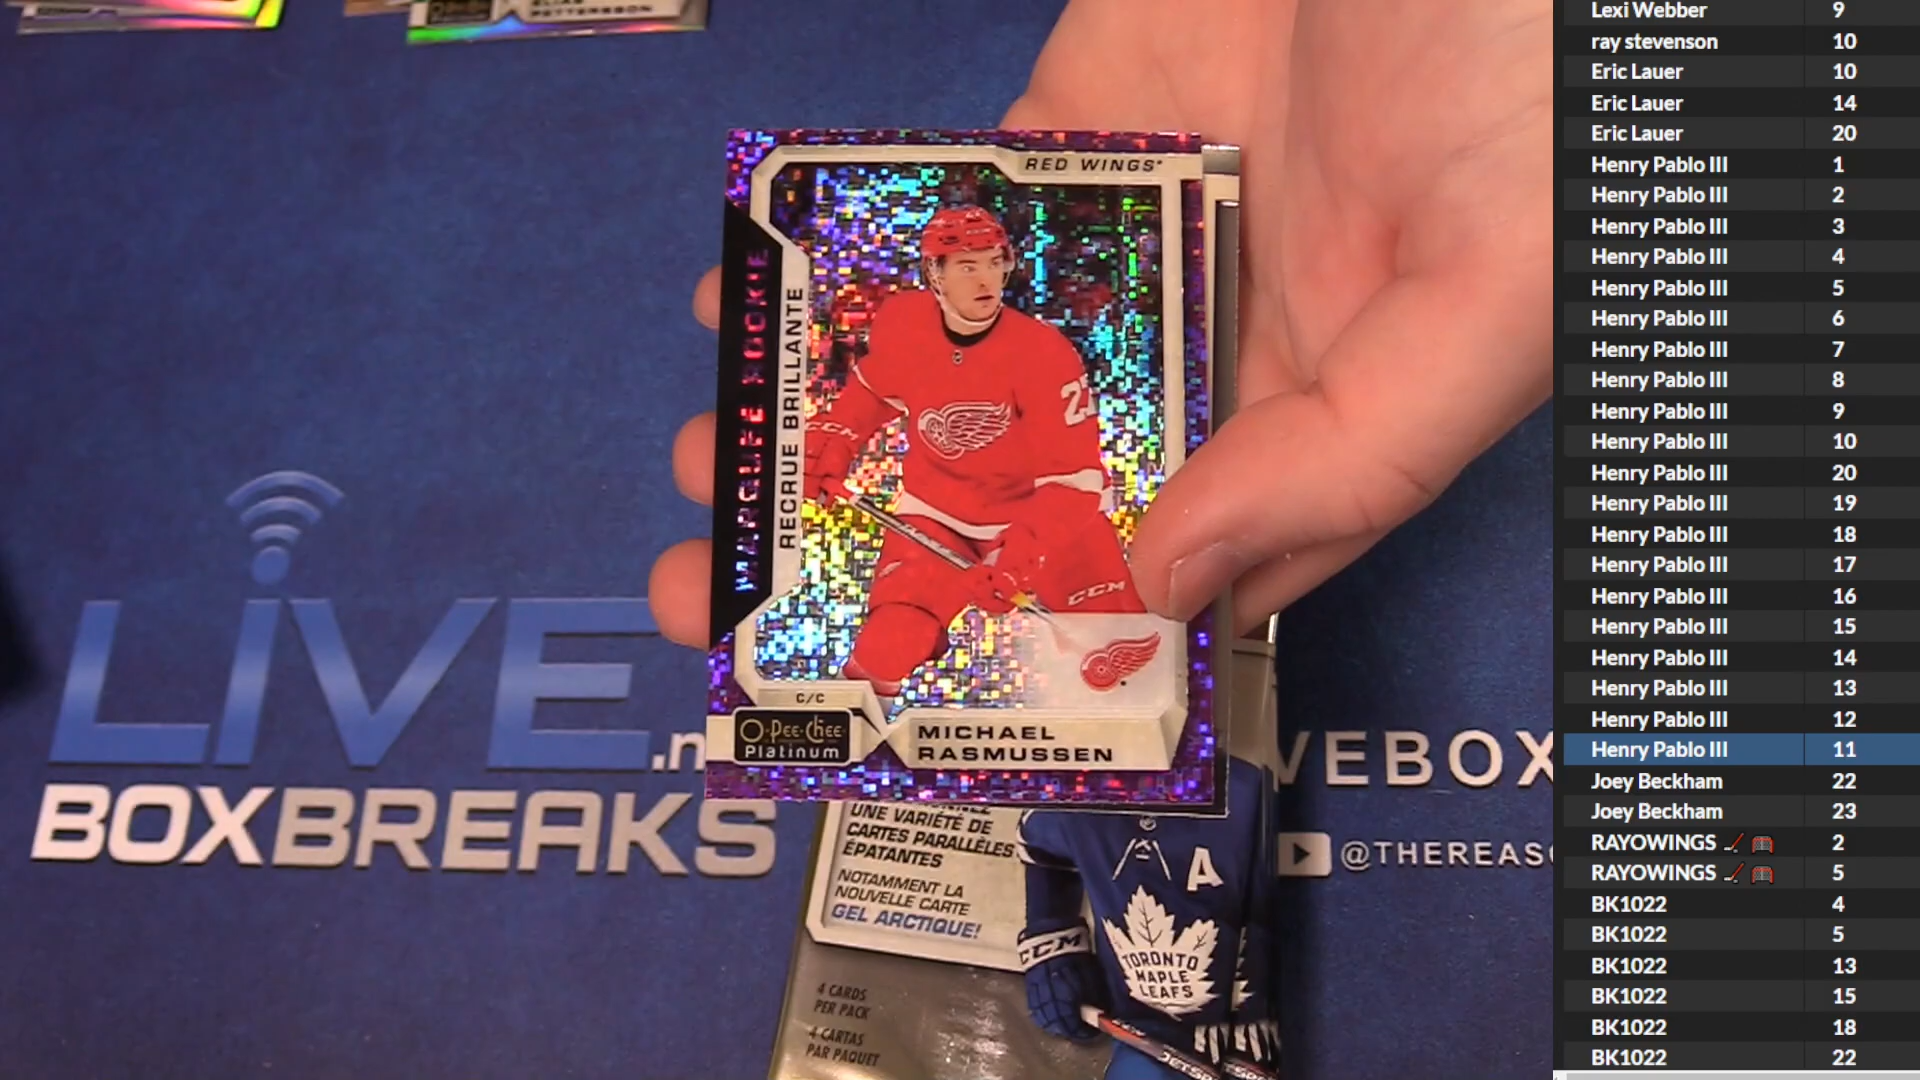 PETTERSSON
RED WINGS
MARQUEE ROOKIE
RECRUE BRILLANTE
27
CCM
CCM
C/C
O-Pee-Chee
Platinum
MICHAEL
RASMUSSEN
LIVE.n
BOXBREAKS
VEBOX
@THEREAS
UNE VARIÉTÉ DE
CARTES PARALLÈLES
ÉPATANTES
NOTAMMENT LA
NOUVELLE CARTE
GEL ARCTIQUE!
4 CARDS
PER PACK
4 CARTAS
PAR PAQUET
A
CCM
TORONTO
MAPLE
LEAFS
Lexi Webber 9
ray stevenson 10
Eric Lauer 10
Eric Lauer 14
Eric Lauer 20
Henry Pablo III 1
Henry Pablo III 2
Henry Pablo III 3
Henry Pablo III 4
Henry Pablo III 5
Henry Pablo III 6
Henry Pablo III 7
Henry Pablo III 8
Henry Pablo III 9
Henry Pablo III 10
Henry Pablo III 20
Henry Pablo III 19
Henry Pablo III 18
Henry Pablo III 17
Henry Pablo III 16
Henry Pablo III 15
Henry Pablo III 14
Henry Pablo III 13
Henry Pablo III 12
Henry Pablo III 11
Joey Beckham 22
Joey Beckham 23
RAYOWINGS 2
RAYOWINGS 5
BK1022 4
BK1022 5
BK1022 13
BK1022 15
BK1022 18
BK1022 22